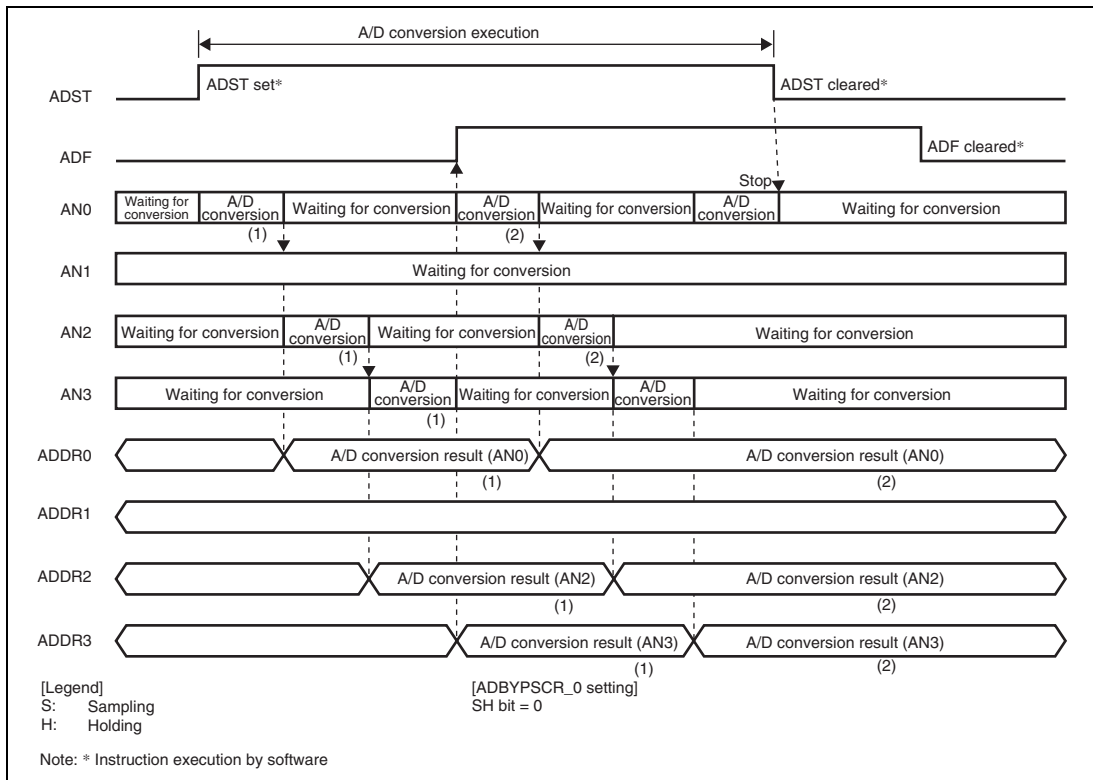 A/D conversion execution
ADST
ADST set*
ADST cleared*
ADF
ADF cleared*
Stop
AN0
Waiting for
conversion
A/D
conversion
Waiting for conversion
A/D
conversion
Waiting for conversion
A/D
conversion
Waiting for conversion
(1)
(2)
AN1
Waiting for conversion
AN2
Waiting for conversion
A/D
conversion
Waiting for conversion
A/D
conversion
Waiting for conversion
(1)
(2)
AN3
Waiting for conversion
A/D
conversion
Waiting for conversion
A/D
conversion
Waiting for conversion
(1)
ADDR0
A/D conversion result (AN0)
A/D conversion result (AN0)
(1)
(2)
ADDR1
ADDR2
A/D conversion result (AN2)
A/D conversion result (AN2)
(1)
(2)
ADDR3
A/D conversion result (AN3)
A/D conversion result (AN3)
(1)
(2)
[Legend]
S: Sampling
H: Holding
[ADBYPSCR_0 setting]
SH bit = 0
Note: * Instruction execution by software